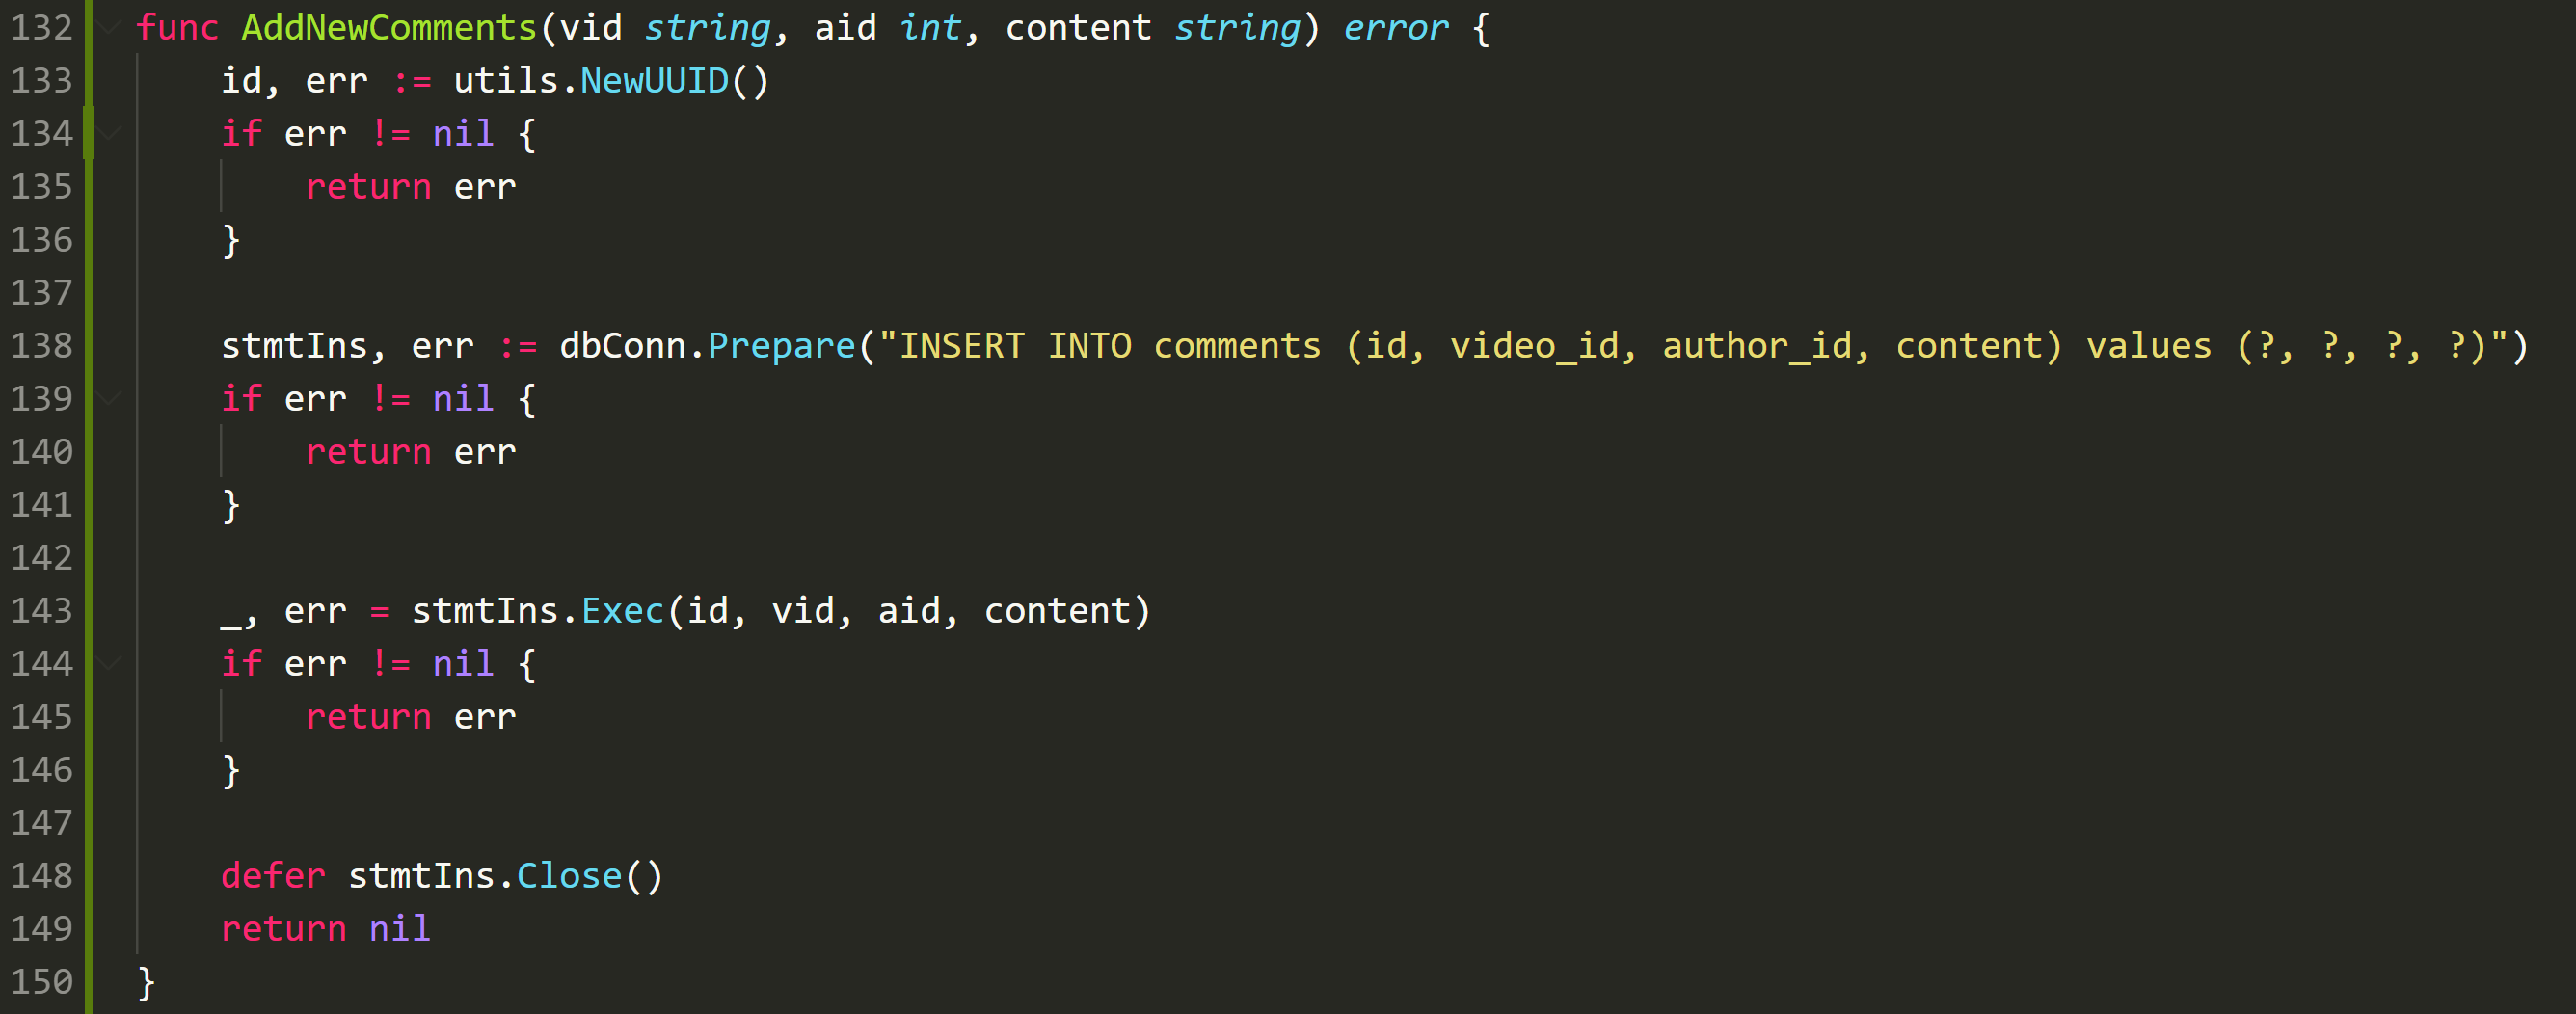 132 func AddNewComments(vid string, aid int, content string) error {
133     id, err := utils.NewUUID()
134     if err != nil {
135         return err
136     }
137
138     stmtIns, err := dbConn.Prepare("INSERT INTO comments (id, video_id, author_id, content) values (?, ?, ?, ?)")
139     if err != nil {
140         return err
141     }
142
143     _, err = stmtIns.Exec(id, vid, aid, content)
144     if err != nil {
145         return err
146     }
147
148     defer stmtIns.Close()
149     return nil
150 }